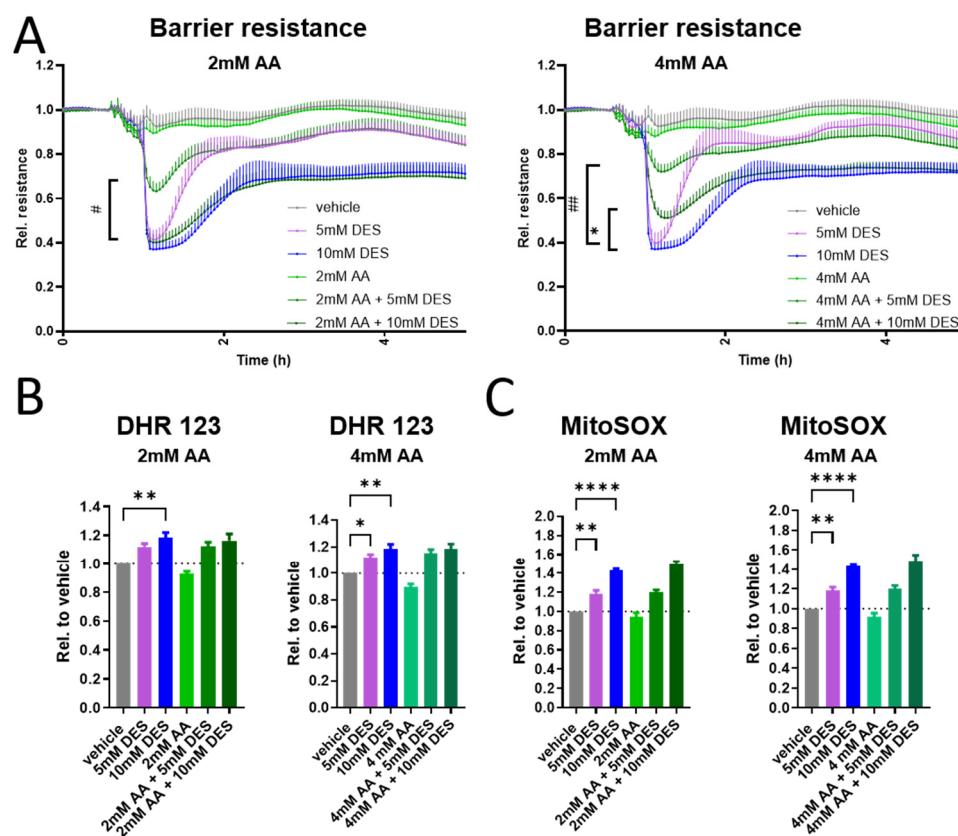 A
Barrier resistance
2mM AA
1.2
1.0
0.8
0.6
0.4
0.2
0.0
Rel. resistance
#
vehicle
5mM DES
10mM DES
2mM AA
2mM AA + 5mM DES
2mM AA + 10mM DES
0
2
4
Time (h)
Barrier resistance
4mM AA
1.2
1.0
0.8
0.6
0.4
0.2
0.0
Rel. resistance
##
*
vehicle
5mM DES
10mM DES
4mM AA
4mM AA + 5mM DES
4mM AA + 10mM DES
0
2
4
Time (h)
B
DHR 123
2mM AA
**
1.4
1.2
1.0
0.8
0.6
0.4
0.2
0.0
Rel. to vehicle
vehicle
5mM DES
10mM DES
2mM AA
2mM AA + 5mM DES
2mM AA + 10mM DES
DHR 123
4mM AA
**
*
1.4
1.2
1.0
0.8
0.6
0.4
0.2
0.0
Rel. to vehicle
vehicle
5mM DES
10mM DES
4 mM AA
4mM AA + 5mM DES
4mM AA + 10mM DES
C
MitoSOX
2mM AA
****
**
2.0
1.8
1.6
1.4
1.2
1.0
0.8
0.6
0.4
0.2
0.0
Rel. to vehicle
vehicle
5mM DES
10mM DES
2mM AA
2mM AA + 5mM DES
2mM AA + 10mM DES
MitoSOX
4mM AA
****
**
2.0
1.8
1.6
1.4
1.2
1.0
0.8
0.6
0.4
0.2
0.0
Rel. to vehicle
vehicle
5mM DES
10mM DES
4 mM AA
4mM AA + 5mM DES
4mM AA + 10mM DES